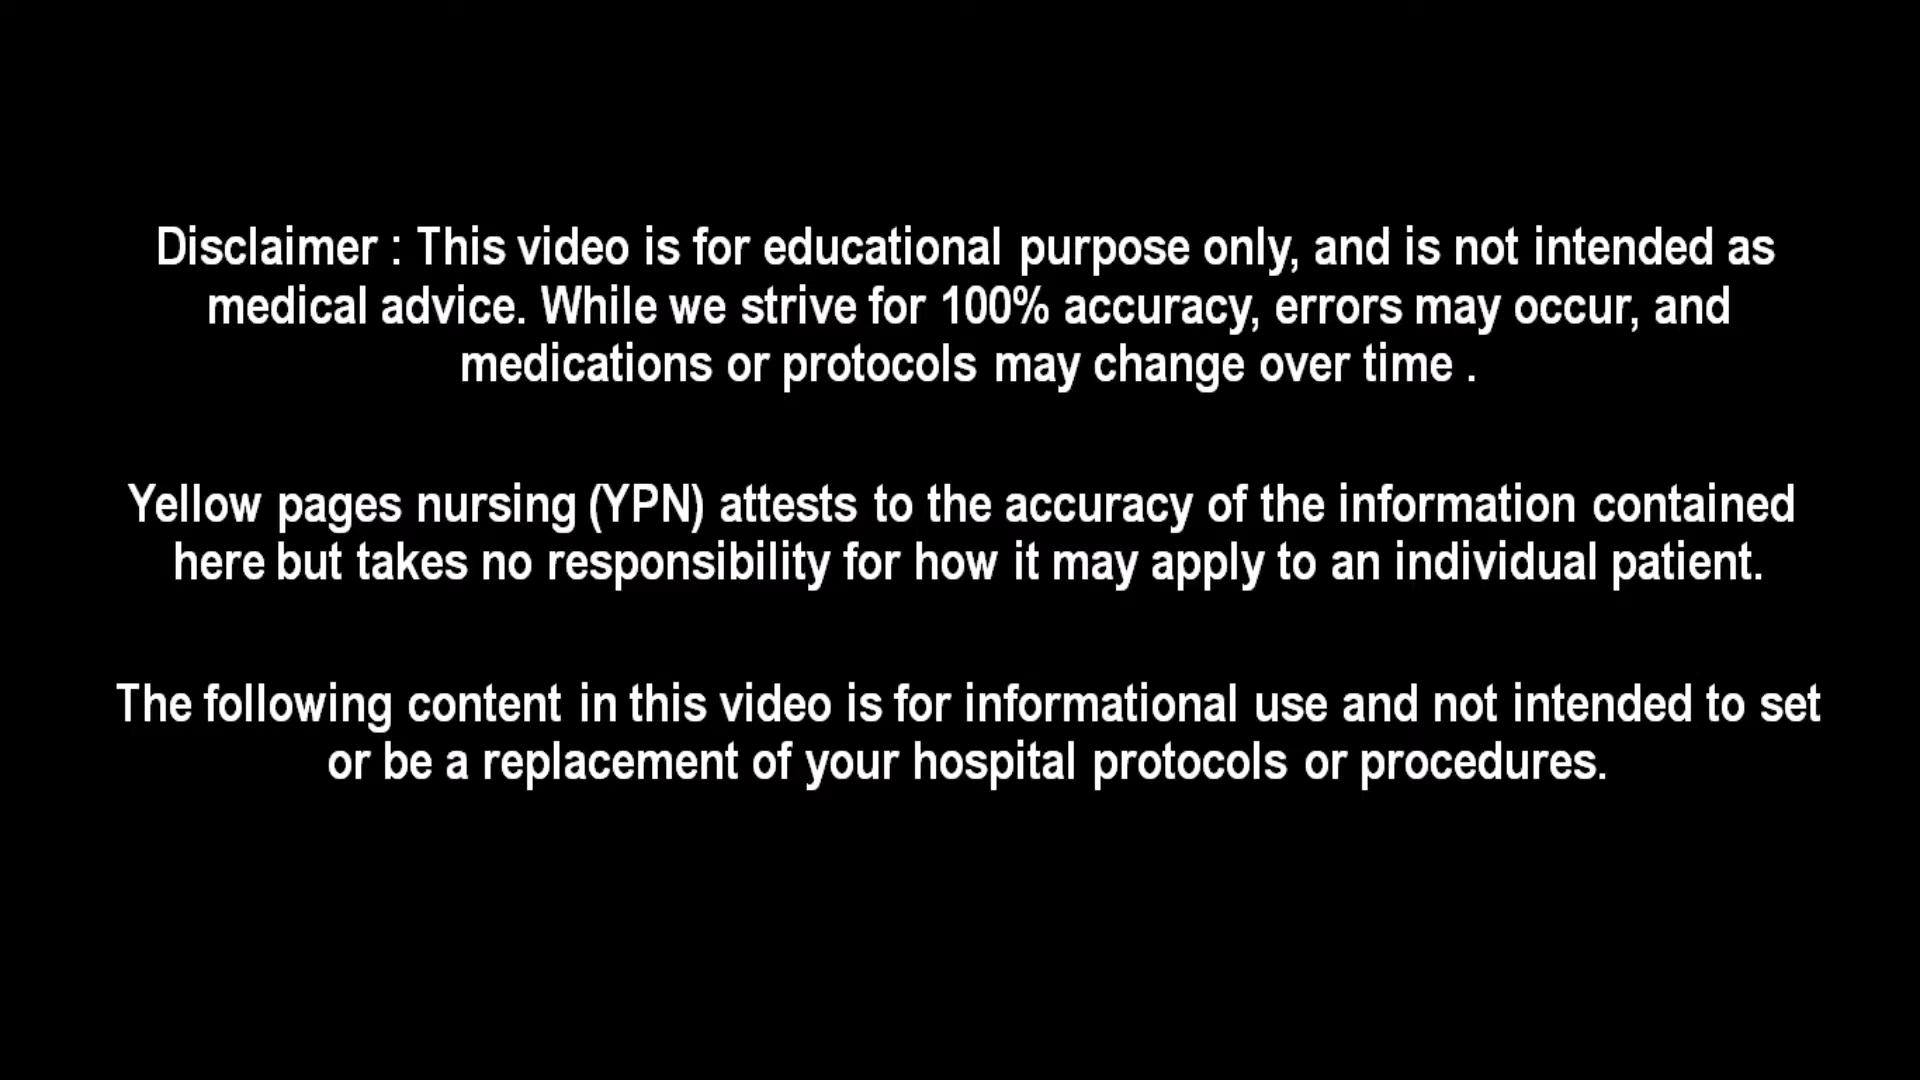 Disclaimer : This video is for educational purpose only, and is not intended as
medical advice. While we strive for 100% accuracy, errors may occur, and
medications or protocols may change over time .
Yellow pages nursing (YPN) attests to the accuracy of the information contained
here but takes no responsibility for how it may apply to an individual patient.
The following content in this video is for informational use and not intended to set
or be a replacement of your hospital protocols or procedures.